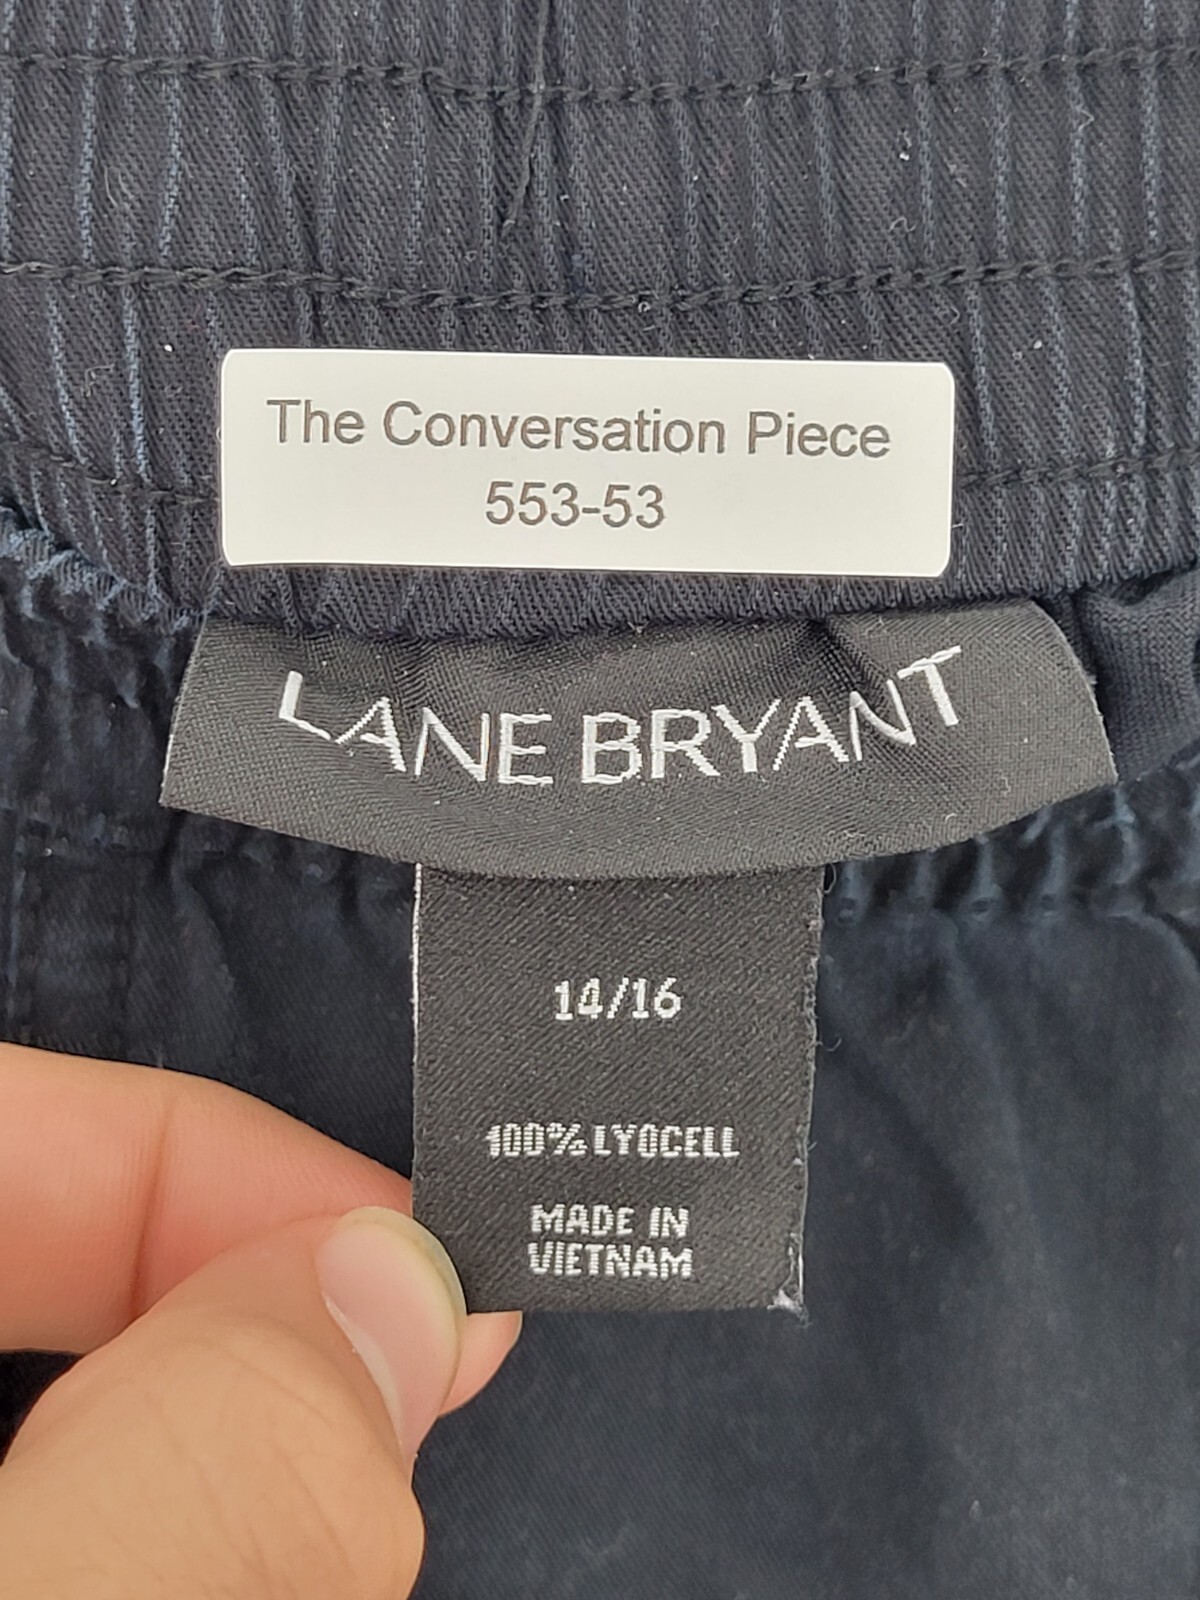 The Conversation Piece
553-53
LANE BRYANT
14/16
100% LYOCELL
MADE IN
VIETNAM